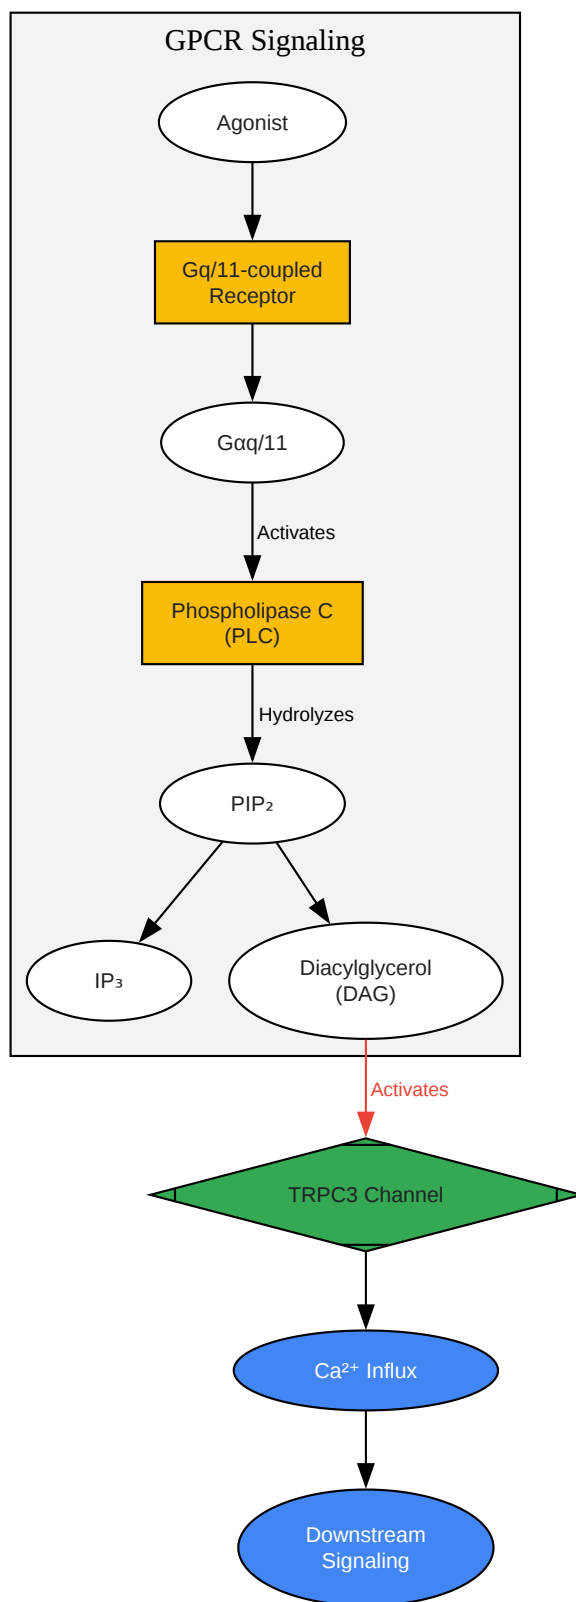 GPCR Signaling
Agonist
Gq/11-coupled
Receptor
Gαq/11
Activates
Phospholipase C
(PLC)
Hydrolyzes
PIP₂
IP₃
Diacylglycerol
(DAG)
Activates
TRPC3 Channel
Ca²⁺ Influx
Downstream
Signaling